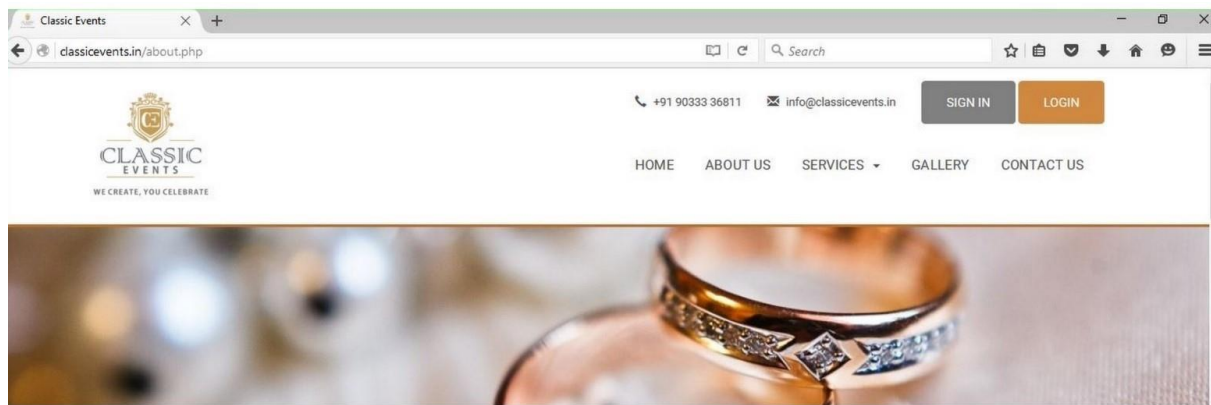 Classic Events
classicevents.in/about.php
Search
+91 90333 36811 info@classicevents.in SIGN IN LOGIN
CE
CLASSIC
EVENTS
WE CREATE, YOU CELEBRATE
HOME ABOUT US SERVICES GALLERY CONTACT US